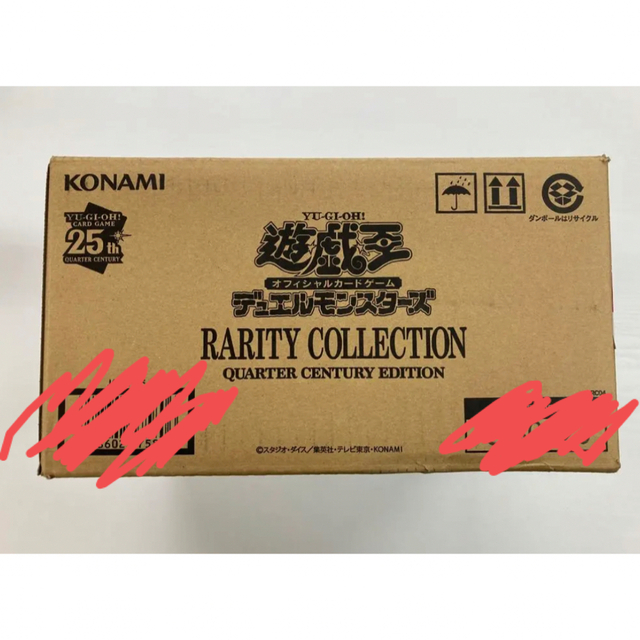 KONAMI
YU-GI-OH!
CARD GAME
25th
QUARTER CENTURY
ダンボールはリサイクル
YU-GI-OH!
遊戯王
オフィシャルカードゲーム
デュエルモンスターズ
RARITY COLLECTION
QUARTER CENTURY EDITION
©スタジオ・ダイス/集英社・テレビ東京・KONAMI